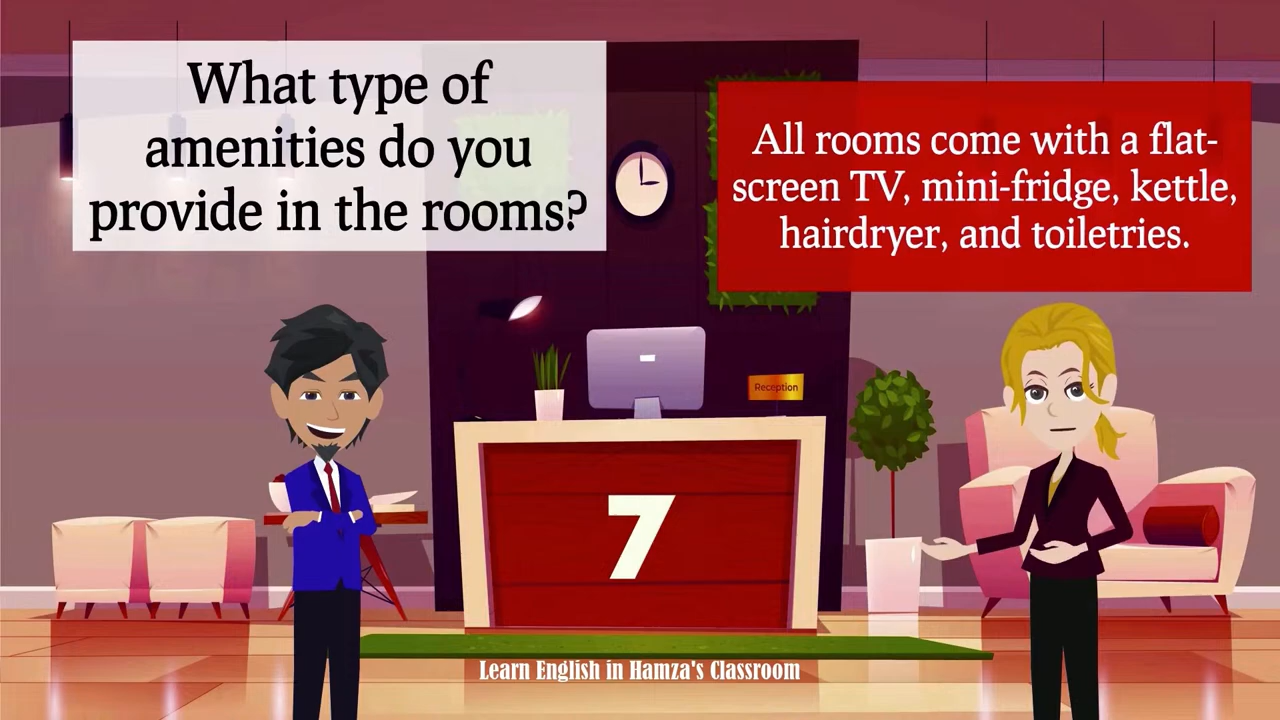 What type of
amenities do you
provide in the rooms?
All rooms come with a flat-
screen TV, mini-fridge, kettle,
hairdryer, and toiletries.
Reception
7
Learn English in Hamza's Classroom